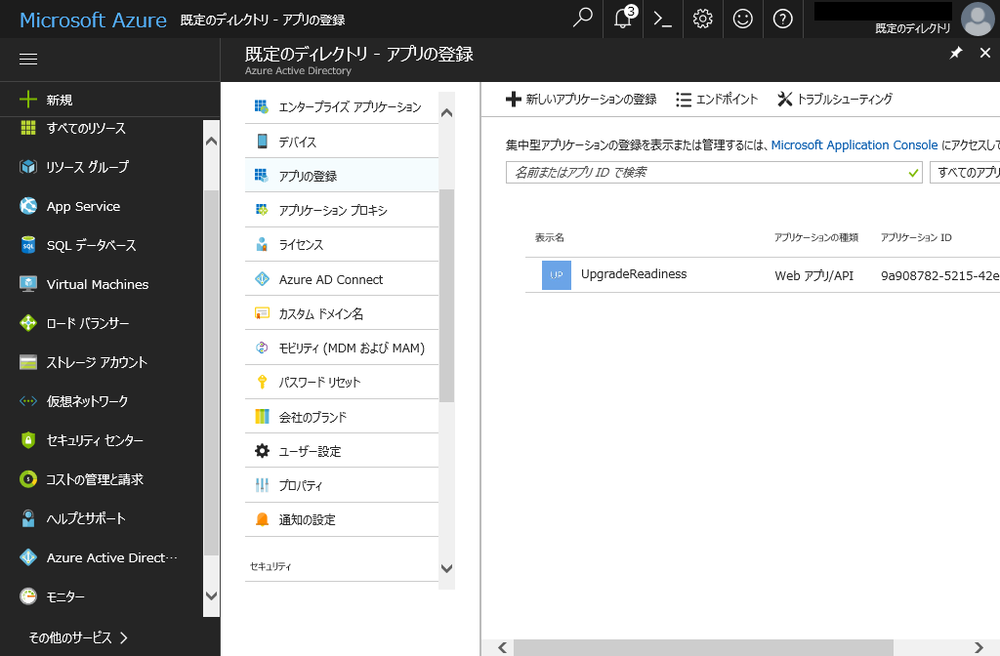 Microsoft Azure 既定のディレクトリ - アプリの登録
3
既定のディレクトリ
既定のディレクトリ - アプリの登録
Azure Active Directory
新規
すべてのリソース
リソース グループ
App Service
SQL データベース
Virtual Machines
ロード バランサー
ストレージ アカウント
仮想ネットワーク
セキュリティ センター
コストの管理と請求
ヘルプとサポート
Azure Active Direct…
モニター
その他のサービス
エンタープライズ アプリケーション
デバイス
アプリの登録
アプリケーション プロキシ
ライセンス
Azure AD Connect
カスタム ドメイン名
モビリティ (MDM および MAM)
パスワード リセット
会社のブランド
ユーザー設定
プロパティ
通知の設定
セキュリティ
新しいアプリケーションの登録 エンドポイント トラブルシューティング
集中型アプリケーションの登録を表示または管理するには、Microsoft Application Console にアクセスして
名前またはアプリ ID で検索 すべてのアプリ
表示名 アプリケーションの種類 アプリケーション ID
UP UpgradeReadiness Web アプリ/API 9a908782-5215-42e